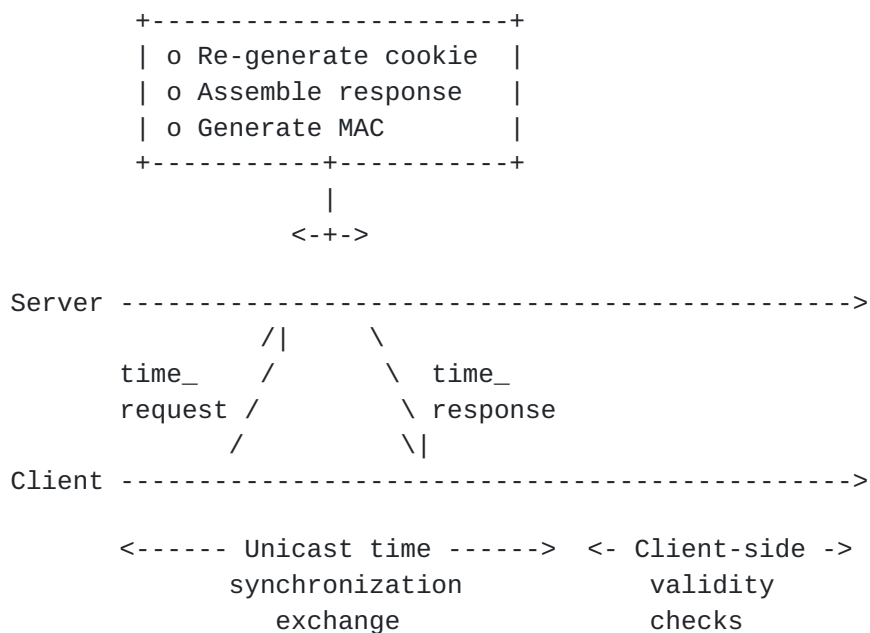 o Re-generate cookie
o Assemble response
o Generate MAC
Server
time_ time_
request response
Client
Unicast time Client-side
synchronization validity
exchange checks